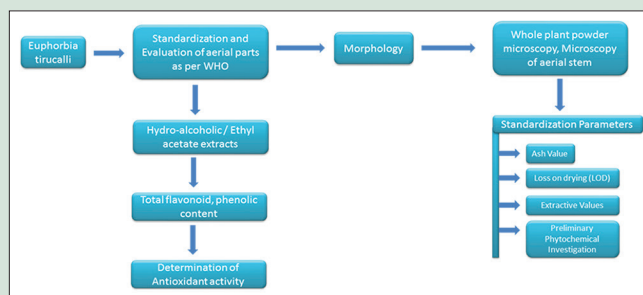 Euphorbia
tirucalli
Standardization and
Evaluation of aerial parts
as per WHO
Morphology
Whole plant powder
microscopy, Microscopy
of aerial stem
Hydro-alcoholic / Ethyl
acetate extracts
Total flavonoid, phenolic
content
Determination of
Antioxidant activity
Standardization Parameters
Ash Value
Loss on drying (LOD)
Extractive Values
Preliminary
Phytochemical
Investigation